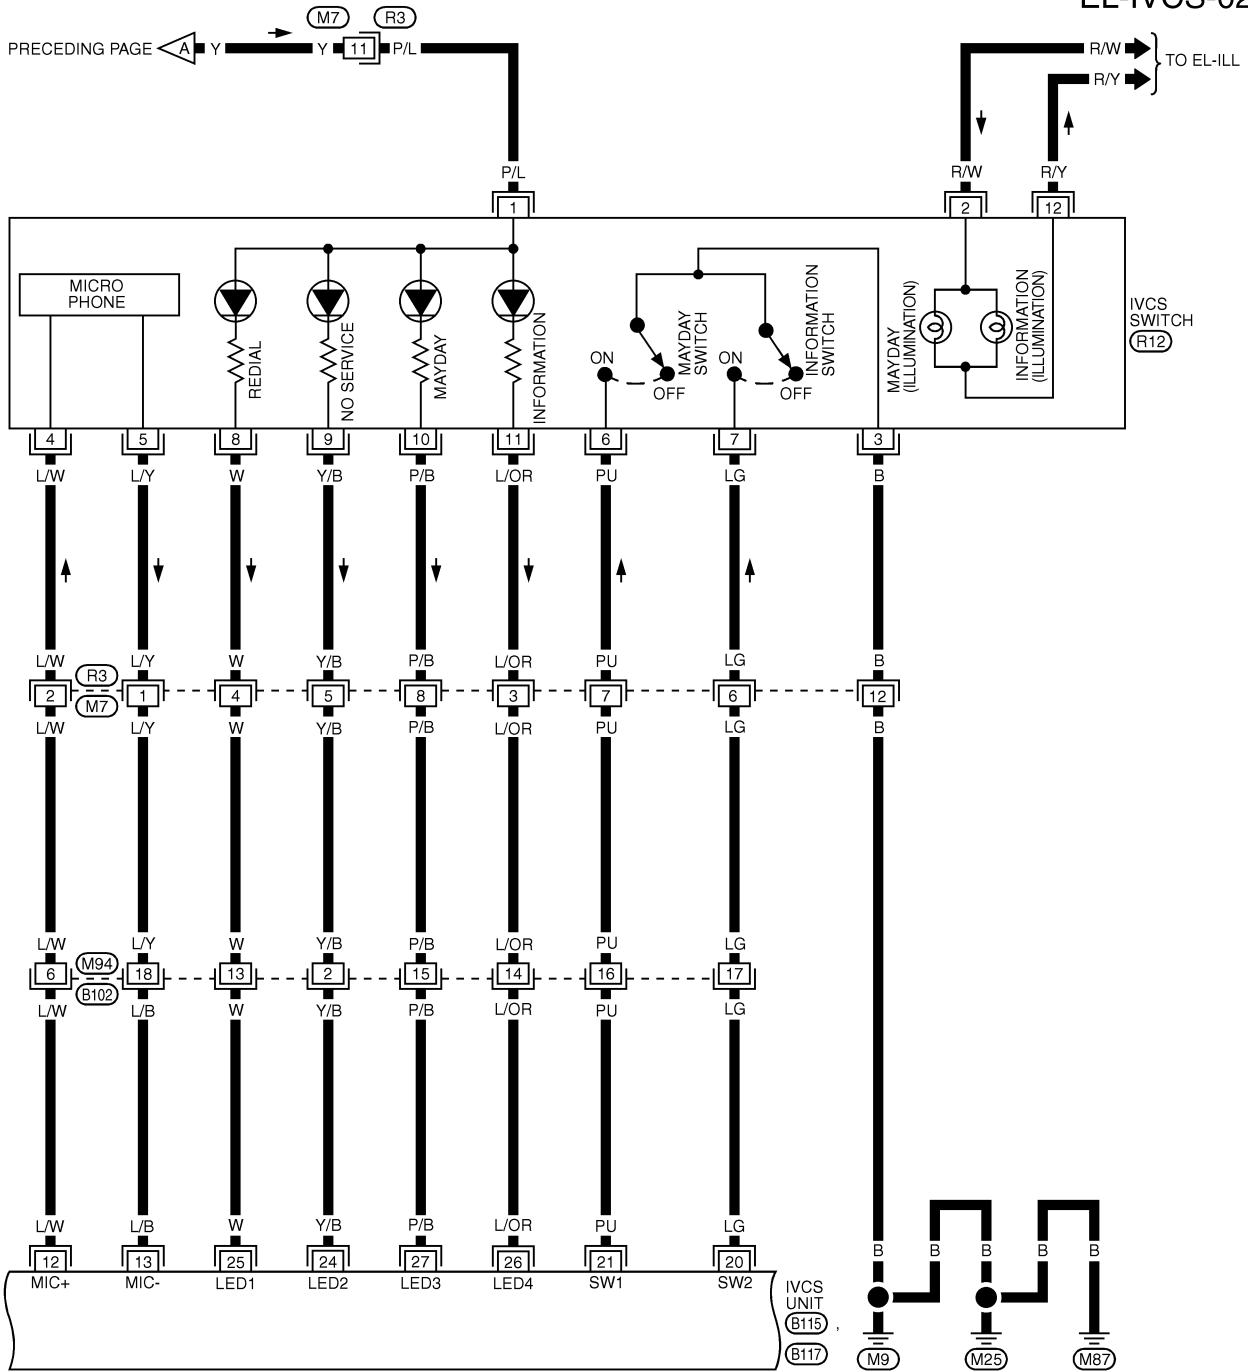 EL-IVCS-02
M7 R3
PRECEDING PAGE A Y Y 11 P/L
R/W
TO EL-ILL
R/Y
P/L R/W R/Y
1 2 12
MICRO
PHONE
REDIAL
NO SERVICE
MAYDAY
INFORMATION
ON
OFF
MAYDAY
SWITCH
ON
OFF
INFORMATION
SWITCH
MAYDAY
(ILLUMINATION)
INFORMATION
(ILLUMINATION)
IVCS
SWITCH
R12
4 5 8 9 10 11 6 7 3
L/W L/Y W Y/B P/B L/OR PU LG B
L/W L/Y W Y/B P/B L/OR PU LG B
R3
2 1 4 5 8 3 7 6 12
M7
L/W L/Y W Y/B P/B L/OR PU LG B
L/W L/Y W Y/B P/B L/OR PU LG
M94
6 18 13 2 15 14 16 17
B102
L/W L/B W Y/B P/B L/OR PU LG
L/W L/B W Y/B P/B L/OR PU LG
B B B B B
12 13 25 24 27 26 21 20
MIC+ MIC- LED1 LED2 LED3 LED4 SW1 SW2
IVCS
UNIT
B115 ,
B117
M9 M25 M87